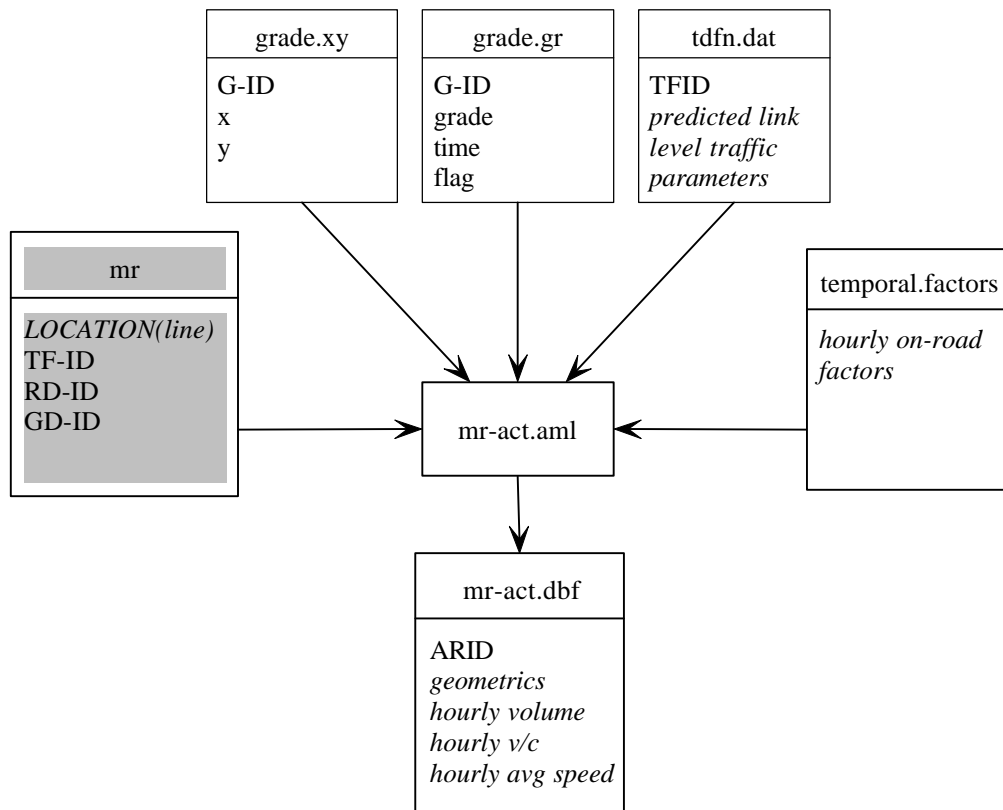 grade.xy
G-ID
x
y
grade.gr
G-ID
grade
time
flag
tdfn.dat
TFID
predicted link
level traffic
parameters
mr
LOCATION(line)
TF-ID
RD-ID
GD-ID
temporal.factors
hourly on-road
factors
mr-act.aml
mr-act.dbf
ARID
geometrics
hourly volume
hourly v/c
hourly avg speed